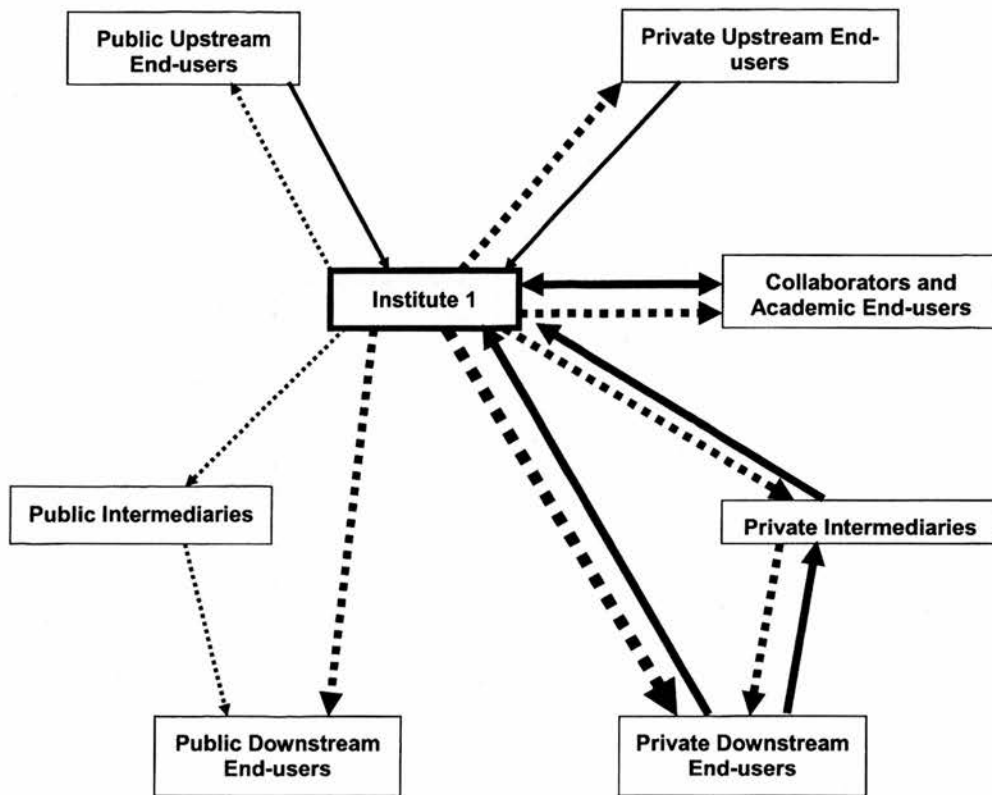 Public Upstream
End-users
Private Upstream End-
users
Institute 1
Collaborators and
Academic End-users
Public Intermediaries
Private Intermediaries
Public Downstream
End-users
Private Downstream
End-users